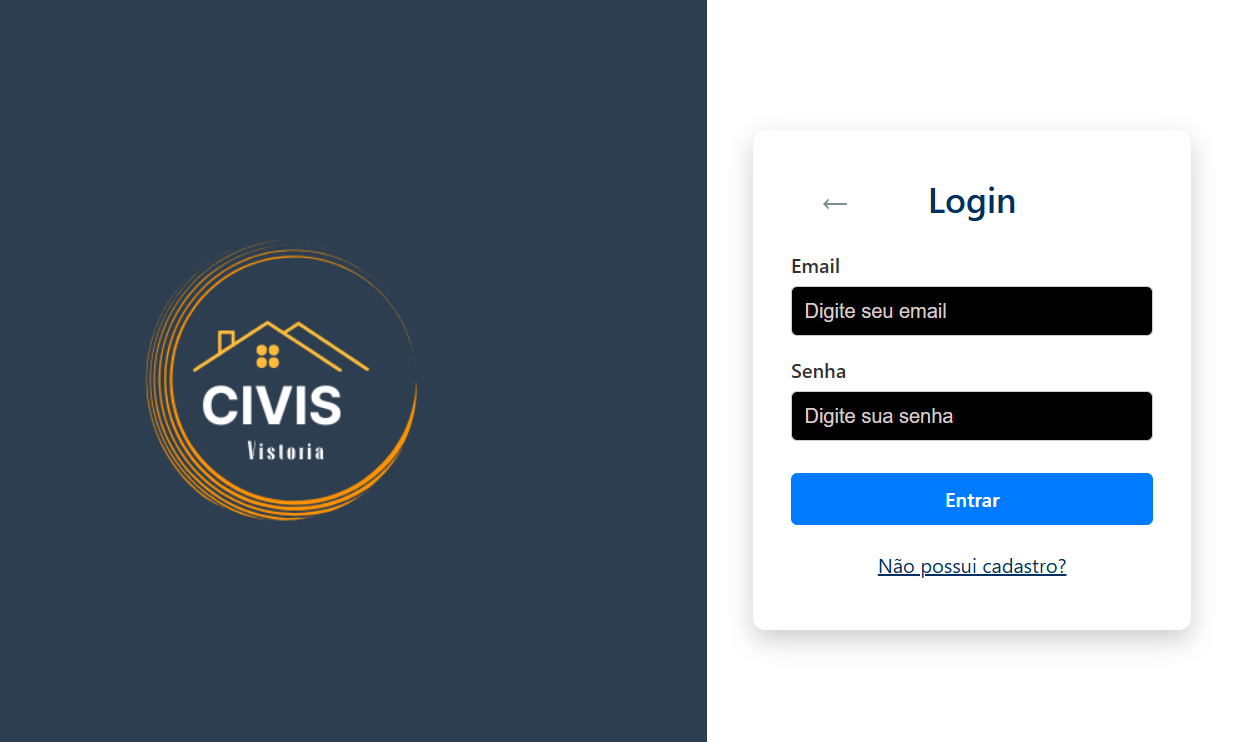 CIVIS
Vistoria
←
Login
Email
Digite seu email
Senha
Digite sua senha
Entrar
Não possui cadastro?